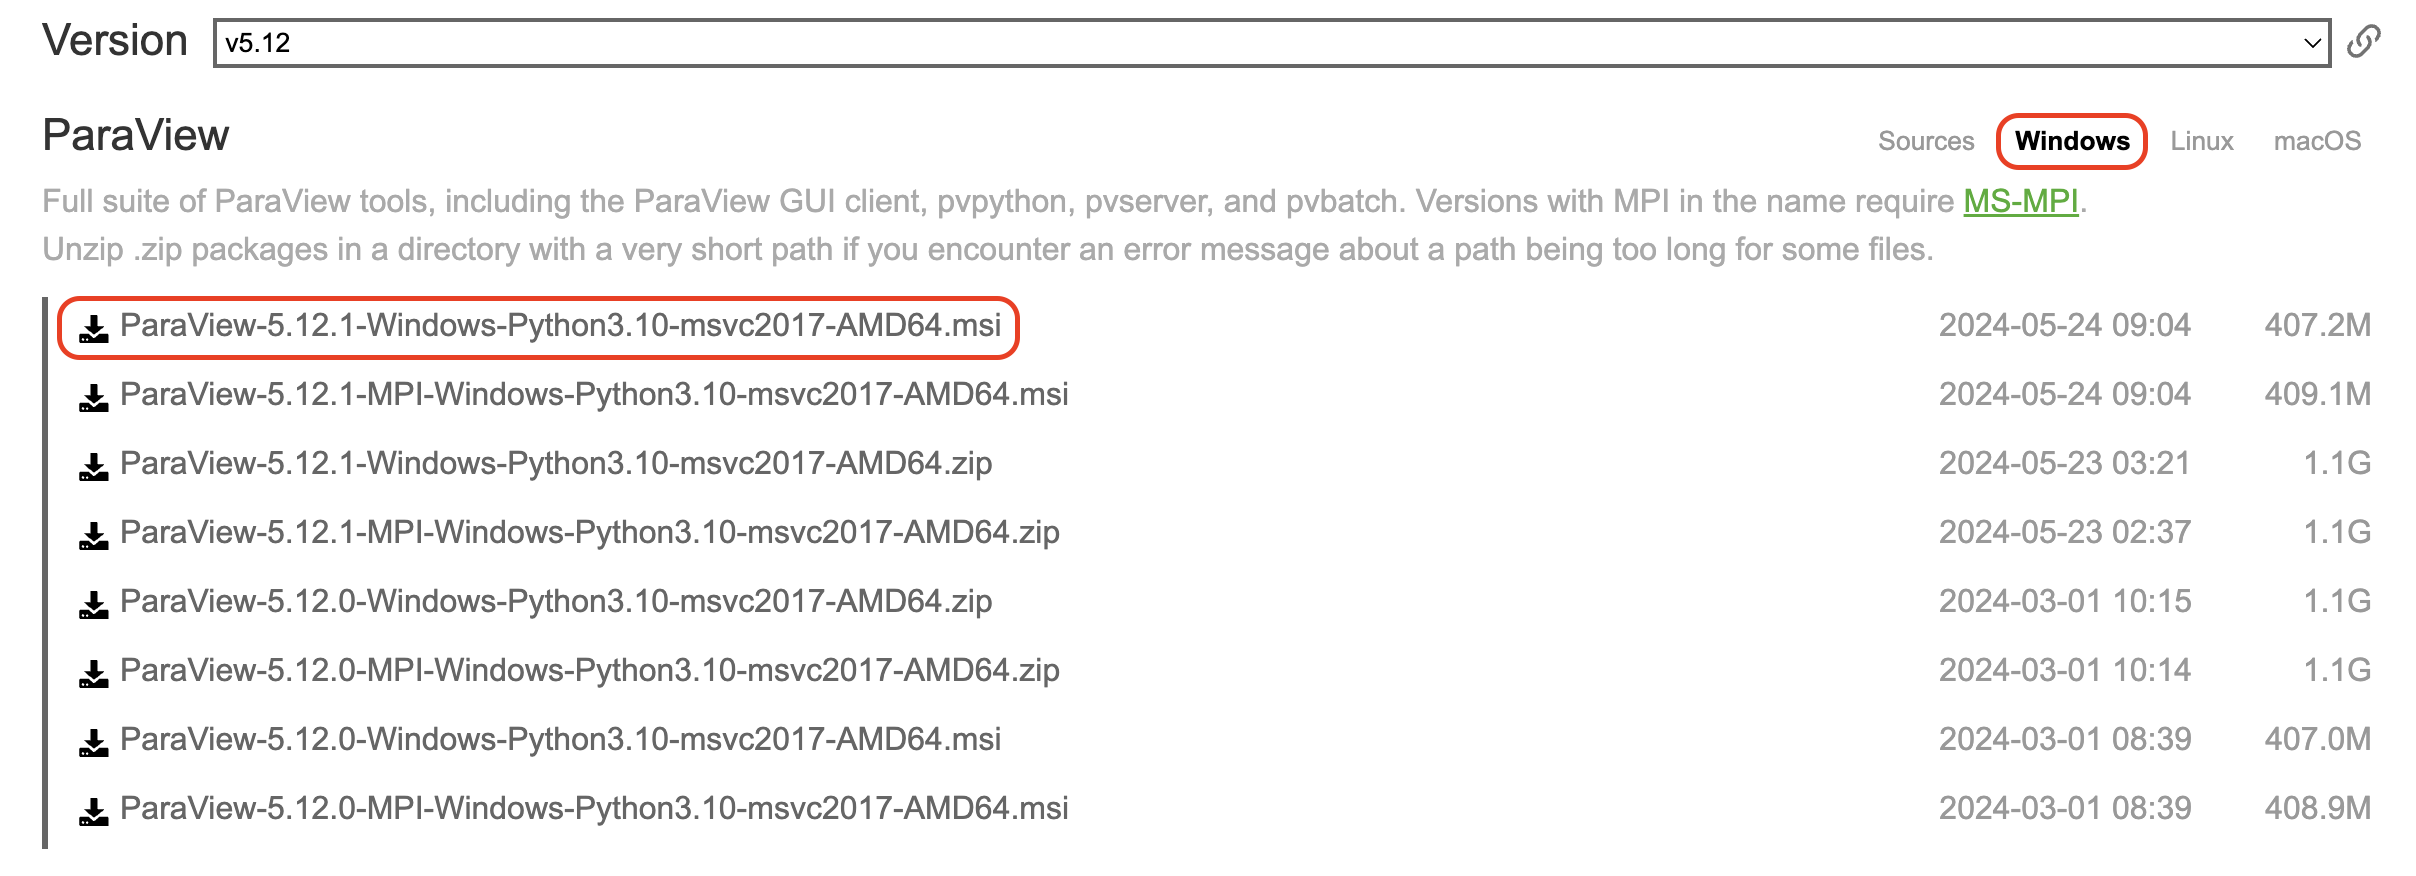 Version v5.12
ParaView
Sources Windows Linux macOS
Full suite of ParaView tools, including the ParaView GUI client, pvpython, pvserver, and pvbatch. Versions with MPI in the name require MS-MPI.
Unzip .zip packages in a directory with a very short path if you encounter an error message about a path being too long for some files.
ParaView-5.12.1-Windows-Python3.10-msvc2017-AMD64.msi 2024-05-24 09:04 407.2M
ParaView-5.12.1-MPI-Windows-Python3.10-msvc2017-AMD64.msi 2024-05-24 09:04 409.1M
ParaView-5.12.1-Windows-Python3.10-msvc2017-AMD64.zip 2024-05-23 03:21 1.1G
ParaView-5.12.1-MPI-Windows-Python3.10-msvc2017-AMD64.zip 2024-05-23 02:37 1.1G
ParaView-5.12.0-Windows-Python3.10-msvc2017-AMD64.zip 2024-03-01 10:15 1.1G
ParaView-5.12.0-MPI-Windows-Python3.10-msvc2017-AMD64.zip 2024-03-01 10:14 1.1G
ParaView-5.12.0-Windows-Python3.10-msvc2017-AMD64.msi 2024-03-01 08:39 407.0M
ParaView-5.12.0-MPI-Windows-Python3.10-msvc2017-AMD64.msi 2024-03-01 08:39 408.9M